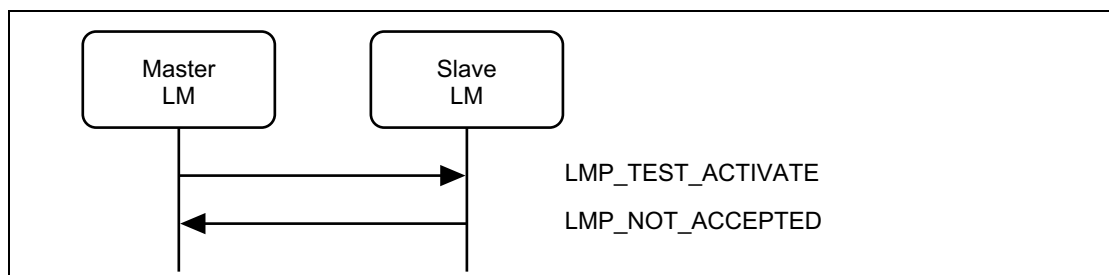 Master
LM
Slave
LM
LMP_TEST_ACTIVATE
LMP_NOT_ACCEPTED